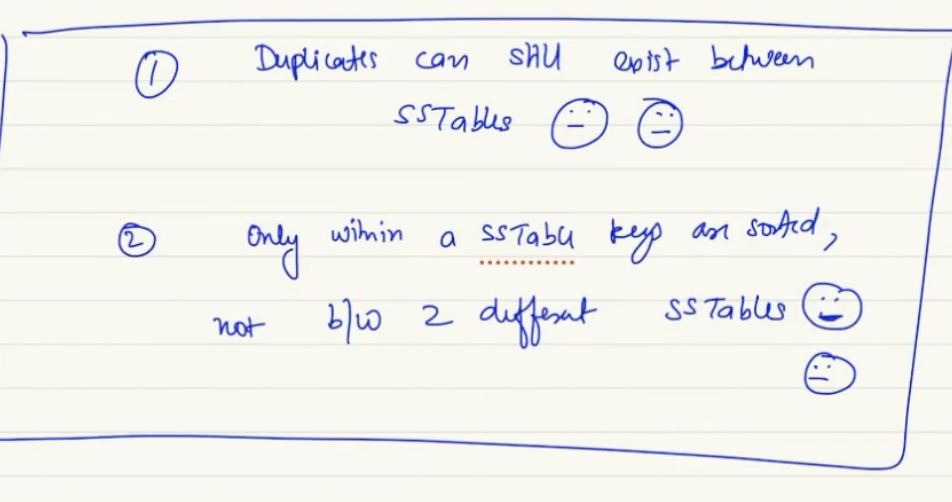 ① Duplicates can still exist between
SSTables
② Only within a SSTable keys are sorted,
not b/w 2 different SSTables